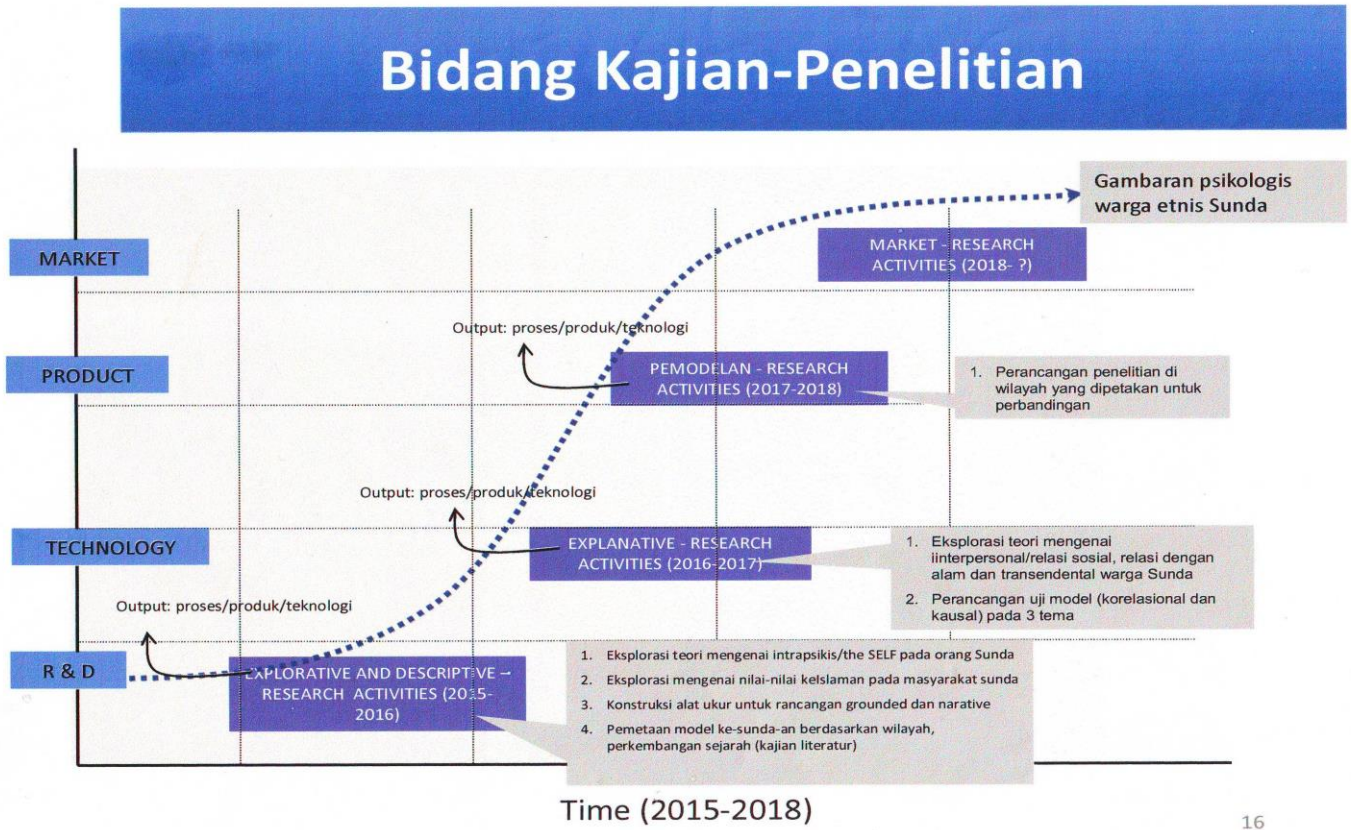 Bidang Kajian-Penelitian
Gambaran psikologis
warga etnis Sunda
MARKET
MARKET - RESEARCH
ACTIVITIES (2018- ?)
Output: proses/produk/teknologi
PRODUCT
PEMODELAN - RESEARCH
ACTIVITIES (2017-2018)
1. Perancangan penelitian di
wilayah yang dipetakan untuk
perbandingan
Output: proses/produk/teknologi
TECHNOLOGY
EXPLANATIVE - RESEARCH
ACTIVITIES (2016-2017)
1. Eksplorasi teori mengenai
iinterpersonal/relasi sosial, relasi dengan
alam dan transendental warga Sunda
2. Perancangan uji model (korelasional dan
kausal) pada 3 tema
Output: proses/produk/teknologi
R & D
EXPLORATIVE AND DESCRIPTIVE –
RESEARCH ACTIVITIES (2015-
2016)
1. Eksplorasi teori mengenai intrapsikis/the SELF pada orang Sunda
2. Eksplorasi mengenai nilai-nilai keIslaman pada masyarakat sunda
3. Konstruksi alat ukur untuk rancangan grounded dan narative
4. Pemetaan model ke-sunda-an berdasarkan wilayah,
perkembangan sejarah (kajian literatur)
Time (2015-2018)
16